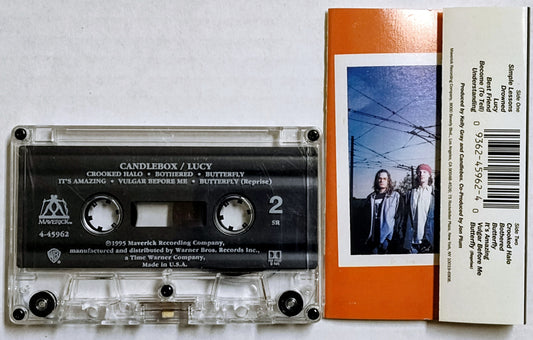 CANDLEBOX / LUCY
CROOKED HALO • BOTHERED • BUTTERFLY
IT'S AMAZING • VULGAR BEFORE ME • BUTTERFLY (Reprise)
MAVERICK
4-45962
2
SR
℗1995 Maverick Recording Company,
manufactured and distributed by Warner Bros. Records Inc.,
a Time Warner Company.
Made in U.S.A.
Side One
Simple Lessons
Drowned
Lucy
Best Friend
Become (To Tell)
Understanding
0 9362-45962-4 0
Side Two
Crooked Halo
Bothered
Butterfly
It's Amazing
Vulgar Before Me
Butterfly (Reprise)
Produced by Kelly Gray and Candlebox. Co-Produced by Jon Plum